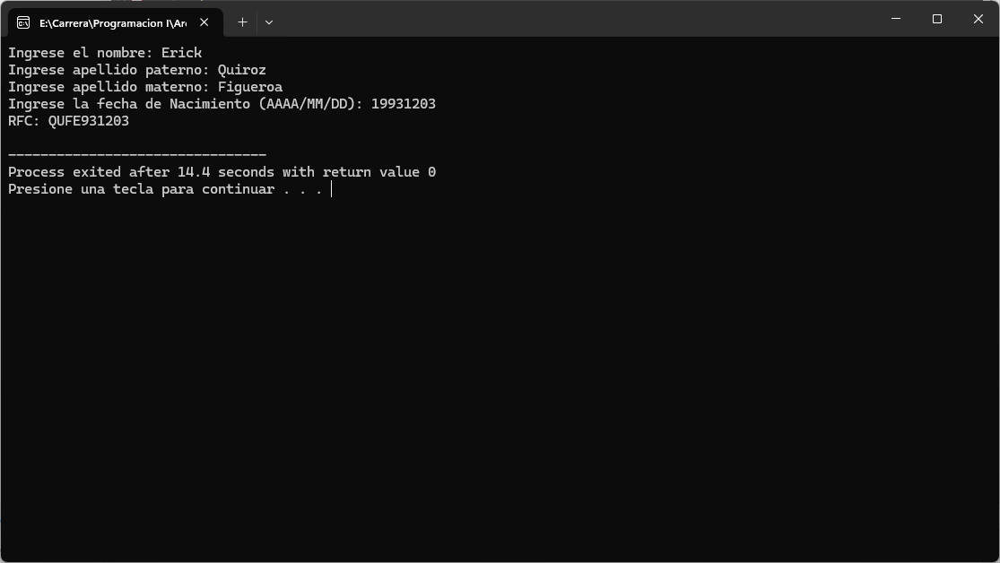 E:\Carrera\Programacion I\Ar
Ingrese el nombre: Erick
Ingrese apellido paterno: Quiroz
Ingrese apellido materno: Figueroa
Ingrese la fecha de Nacimiento (AAAA/MM/DD): 19931203
RFC: QUFE931203
--------------------------------
Process exited after 14.4 seconds with return value 0
Presione una tecla para continuar . . .